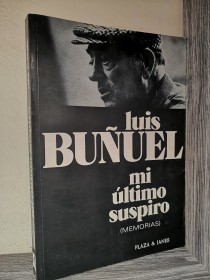 luis
BUÑUEL
mi
último
suspiro
(MEMORIAS)
PLAZA & JANES